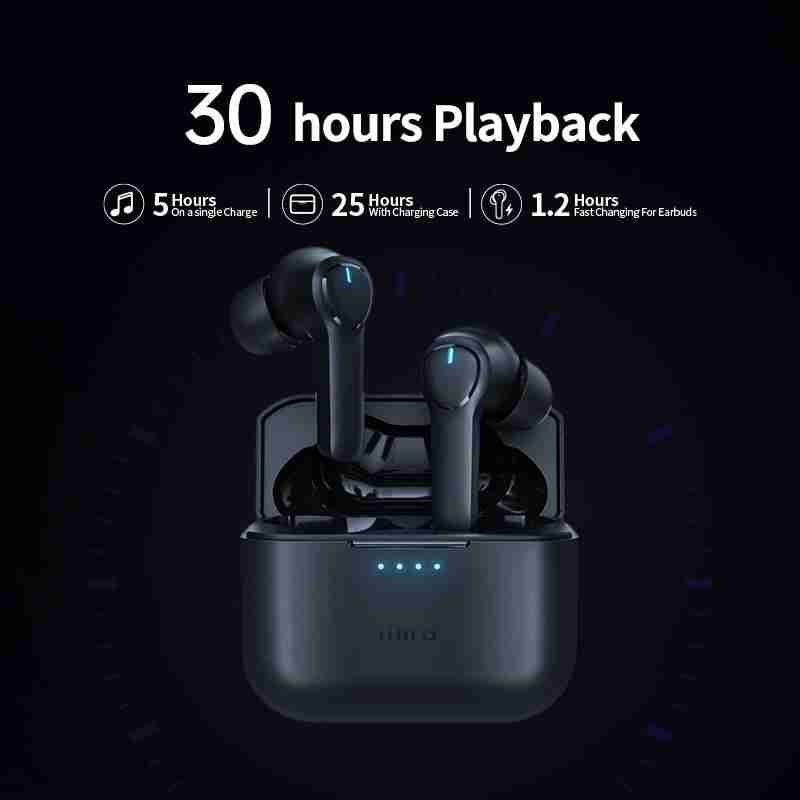 30 hours Playback
5 Hours
On a single Charge
25 Hours
With Charging Case
1.2 Hours
Fast Changing For Earbuds